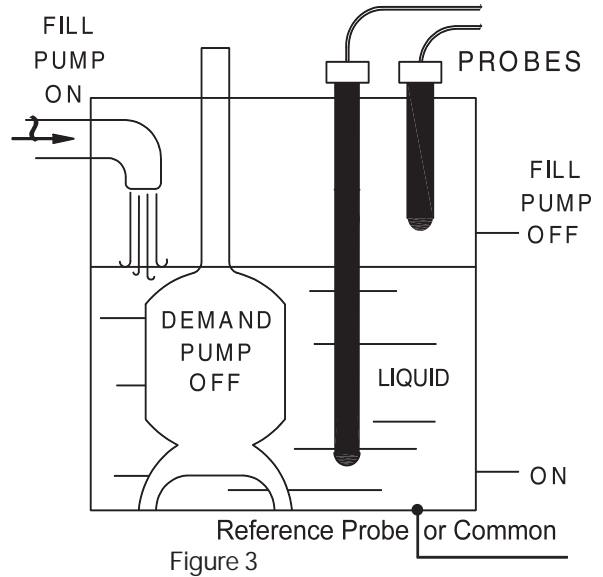 FILL
PUMP
ON
PROBES
FILL
PUMP
OFF
DEMAND
PUMP
OFF
LIQUID
ON
Reference Probe or Common
Figure 3